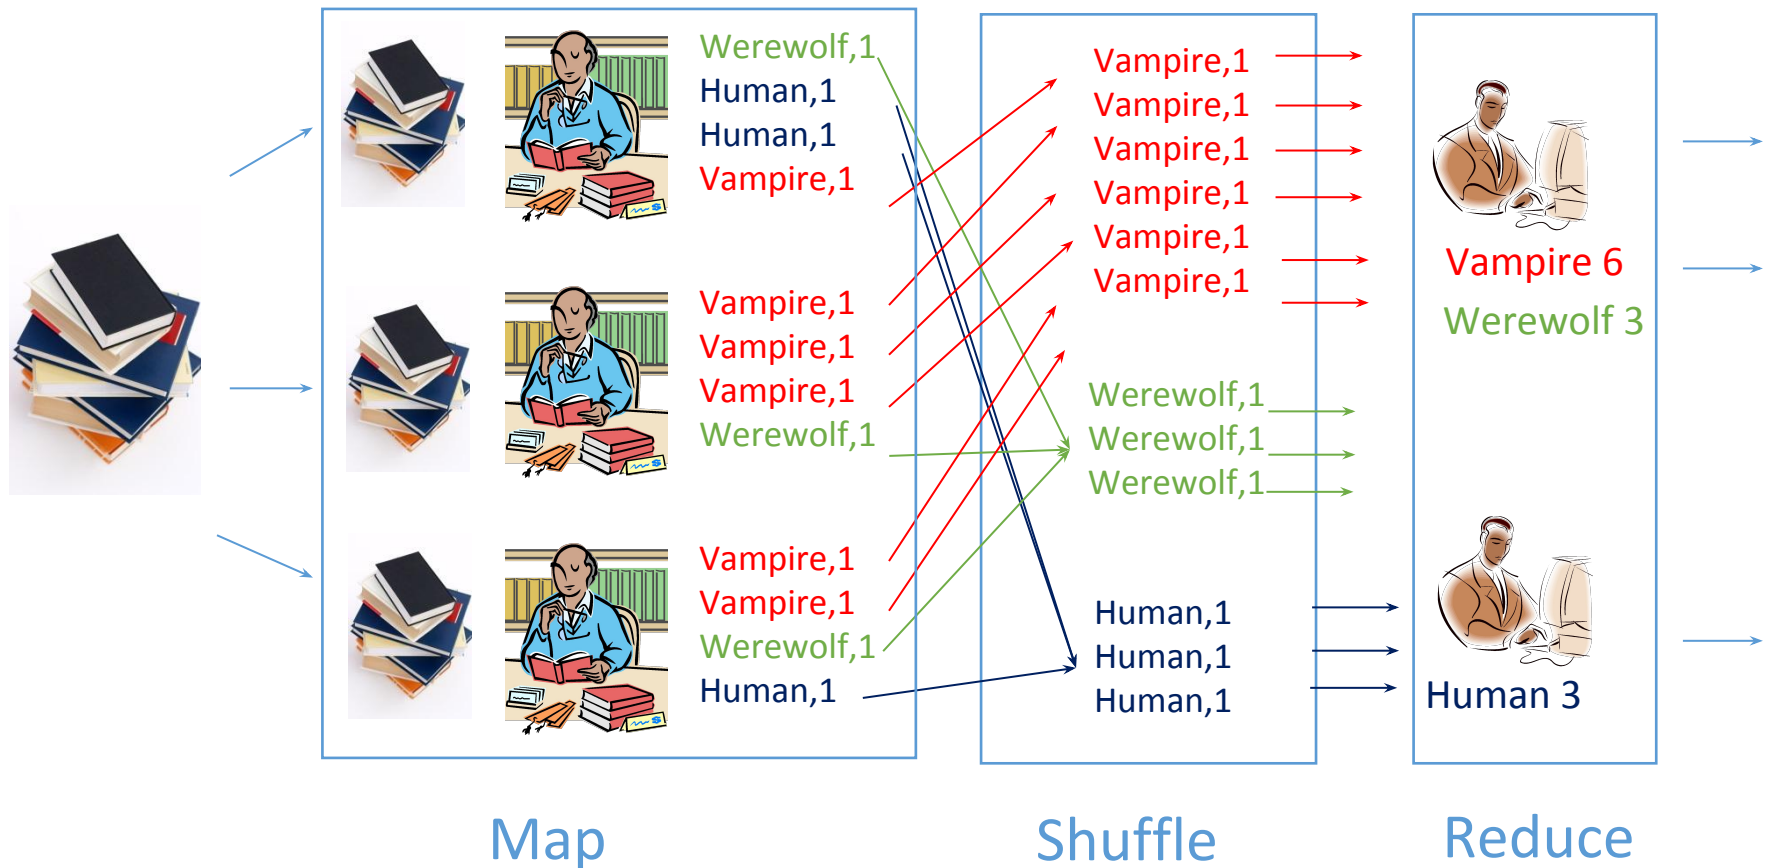 Werewolf,1
Human,1
Human,1
Vampire,1
Vampire,1
Vampire,1
Vampire,1
Werewolf,1
Vampire,1
Vampire,1
Werewolf,1
Human,1
Vampire,1
Vampire,1
Vampire,1
Vampire,1
Vampire,1
Vampire,1
Werewolf,1
Werewolf,1
Werewolf,1
Human,1
Human,1
Human,1
Vampire 6
Werewolf 3
Human 3
Map
Shuffle
Reduce